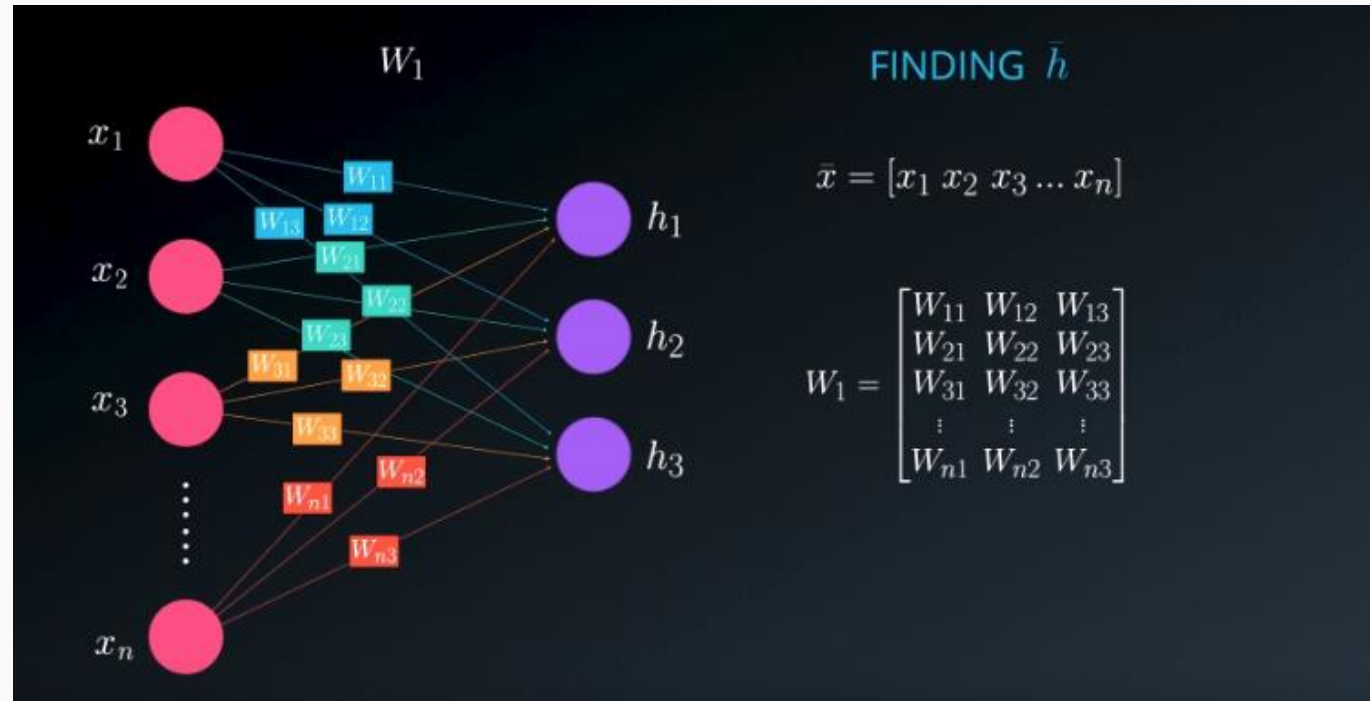 W₁
FINDING h̄
x₁
x₂
x₃
xₙ
W₁₁
W₁₂
W₁₃
W₂₁
W₂₂
W₂₃
W₃₁
W₃₂
W₃₃
Wₙ₁
Wₙ₂
Wₙ₃
h₁
h₂
h₃
x̄ = [x₁ x₂ x₃ ... xₙ]
W₁ =
W₁₁ W₁₂ W₁₃
W₂₁ W₂₂ W₂₃
W₃₁ W₃₂ W₃₃
⋮ ⋮ ⋮
Wₙ₁ Wₙ₂ Wₙ₃